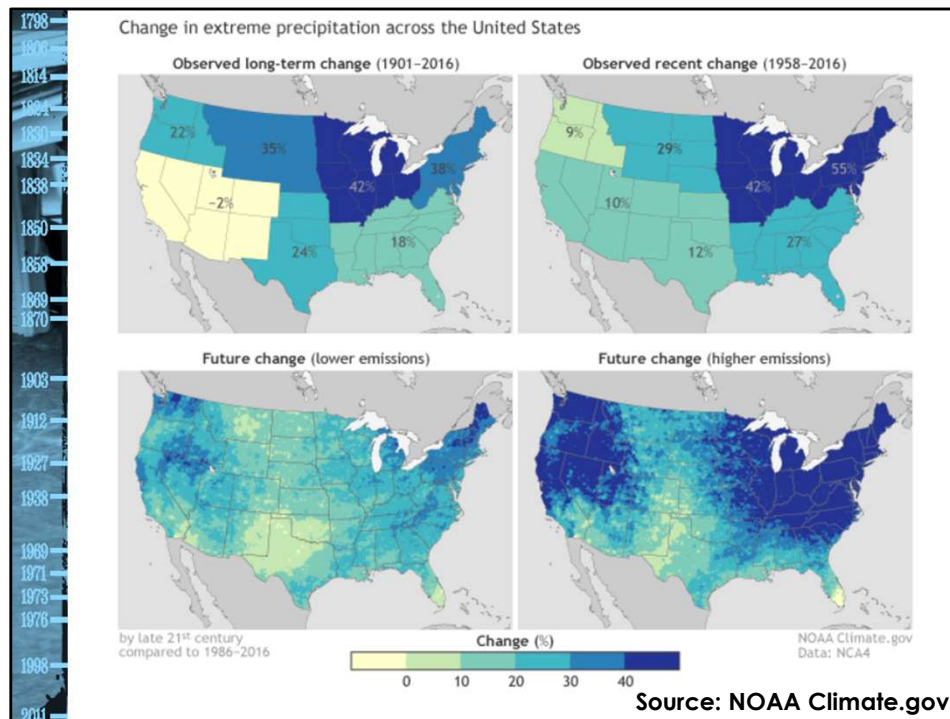 1798
1806
1814
1824
1830
1834
1838
1850
1858
1869
1870
1903
1912
1927
1938
1969
1971
1973
1976
1998
2011
Change in extreme precipitation across the United States
Observed long-term change (1901–2016)
22%
35%
42%
38%
–2%
24%
18%
Observed recent change (1958–2016)
9%
29%
42%
55%
10%
12%
27%
Future change (lower emissions)
Future change (higher emissions)
by late 21st century
compared to 1986–2016
Change (%)
0 10 20 30 40
NOAA Climate.gov
Data: NCA4
Source: NOAA Climate.gov